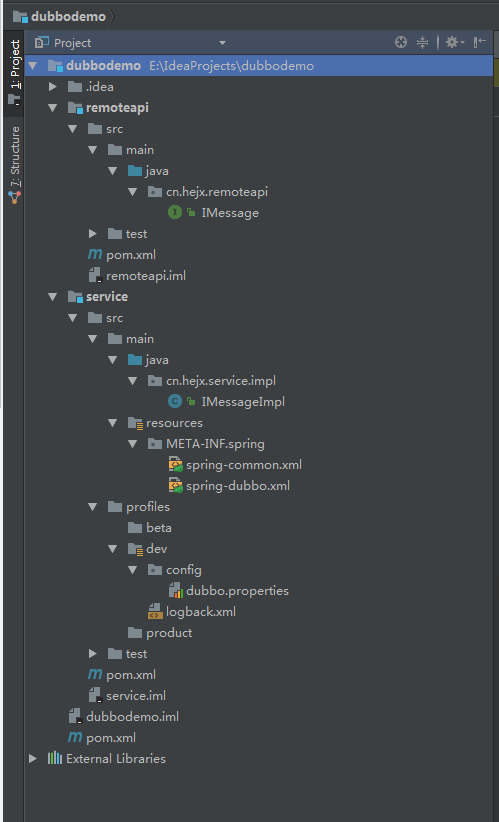 dubbodemo
1: Project
7: Structure
Project
dubbodemo E:\IdeaProjects\dubbodemo
.idea
remoteapi
src
main
java
cn.hejx.remoteapi
IMessage
test
pom.xml
remoteapi.iml
service
src
main
java
cn.hejx.service.impl
IMessageImpl
resources
META-INF.spring
spring-common.xml
spring-dubbo.xml
profiles
beta
dev
config
dubbo.properties
logback.xml
product
test
pom.xml
service.iml
dubbodemo.iml
pom.xml
External Libraries